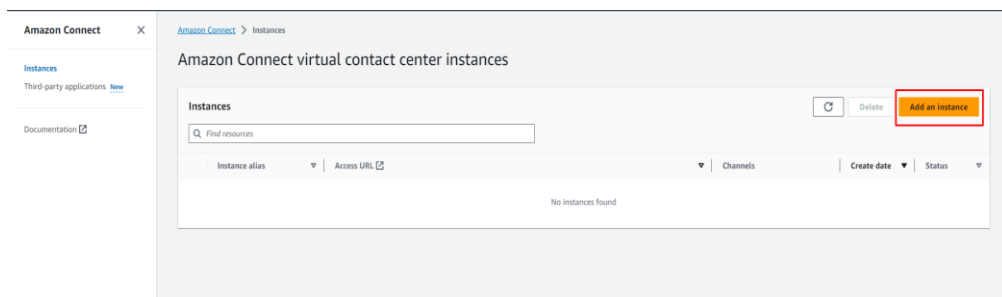 Amazon Connect
Instances
Third-party applications New
Documentation
Amazon Connect > Instances
Amazon Connect virtual contact center instances
Instances
Delete
Add an instance
Find resources
Instance alias Access URL Channels Create date Status
No instances found